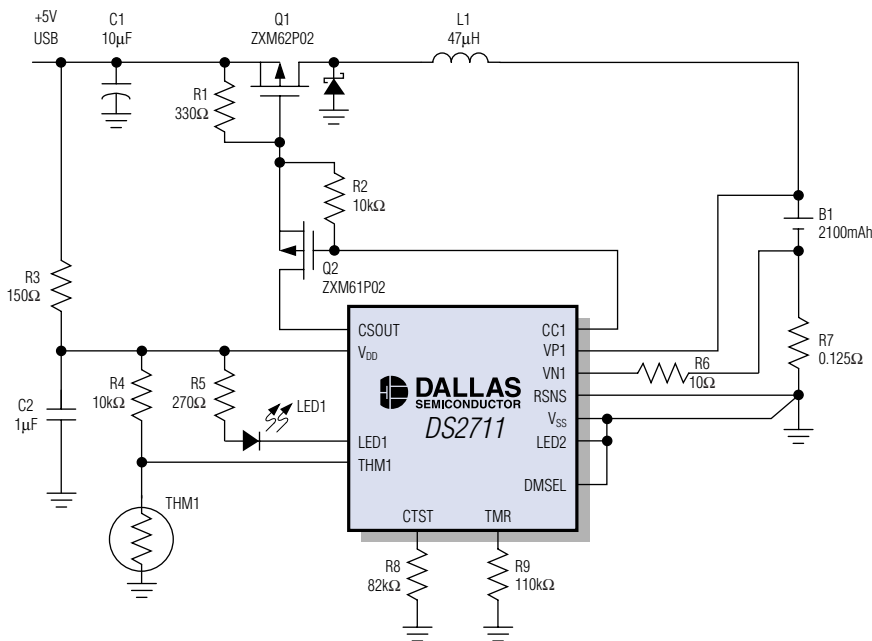 +5V
USB
C1
10µF
Q1
ZXM62P02
L1
47µH
R1
330Ω
R2
10kΩ
B1
2100mAh
Q2
ZXM61P02
R3
150Ω
CSOUT
CC1
VDD
VP1
R7
0.125Ω
VN1
R6
10Ω
R4
10kΩ
R5
270Ω
DALLAS
SEMICONDUCTOR
DS2711
RSNS
C2
1µF
LED1
VSS
LED1
LED2
THM1
DMSEL
THM1
CTST
TMR
R8
82kΩ
R9
110kΩ